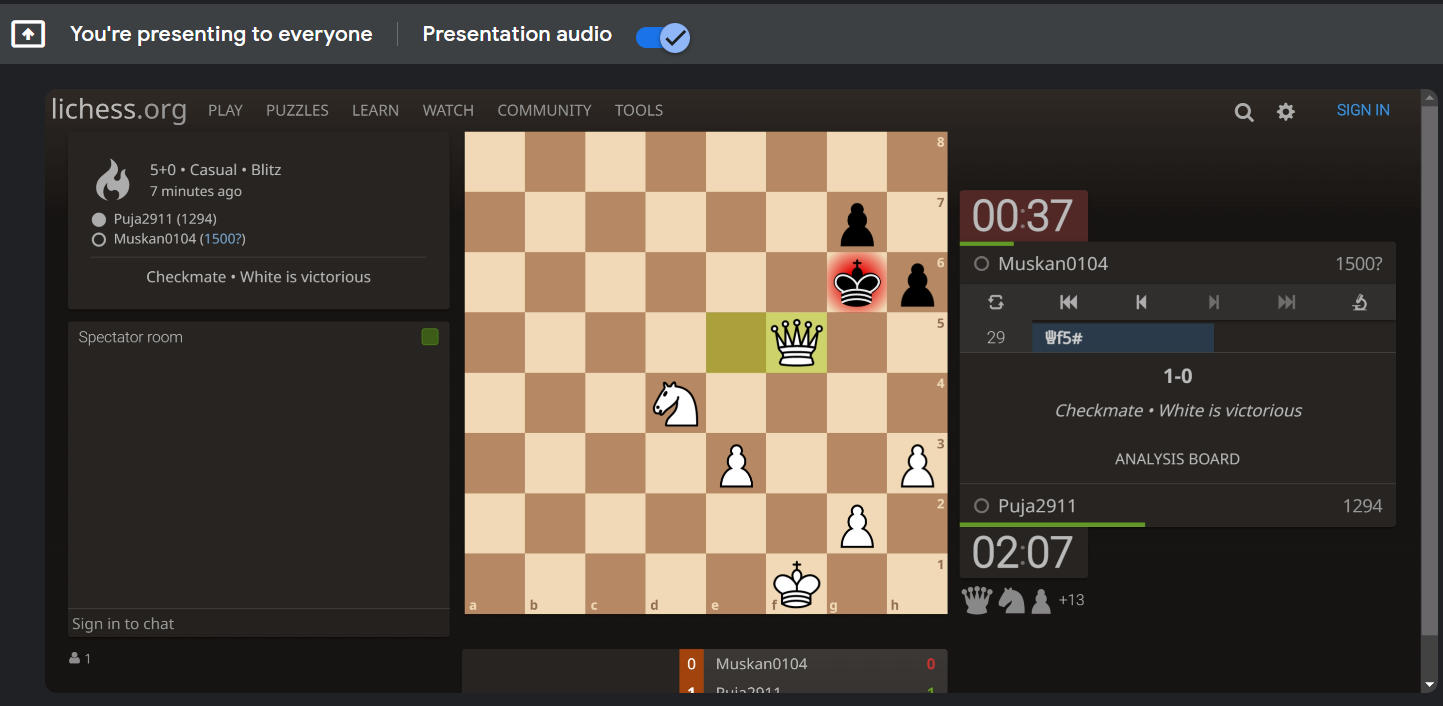 You're presenting to everyone
Presentation audio
lichess.org PLAY PUZZLES LEARN WATCH COMMUNITY TOOLS SIGN IN
5+0 • Casual • Blitz
7 minutes ago
Puja2911 (1294)
Muskan0104 (1500?)
Checkmate • White is victorious
Spectator room
Sign in to chat
1
8
7
6
5
4
3
2
1
a b c d e f g h
00:37
Muskan0104 1500?
29 ♕f5#
1-0
Checkmate • White is victorious
ANALYSIS BOARD
Puja2911 1294
02:07
+13
0 Muskan0104 0
1 Puja2911 1